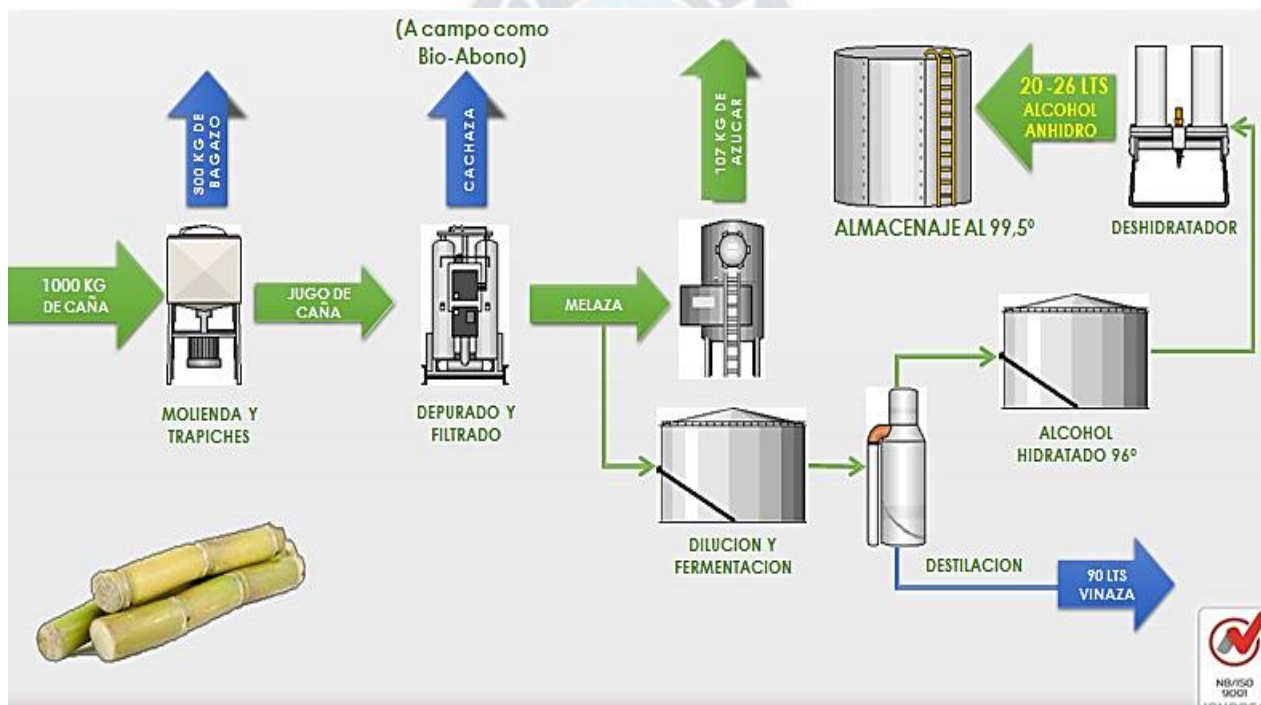 (A campo como
Bio-Abono)
300 KG DE
BAGAZO
CACHAZA
107 KG DE
AZUCAR
20 -26 LTS
ALCOHOL
ANHIDRO
ALMACENAJE AL 99,5º
DESHIDRATADOR
1000 KG
DE CAÑA
JUGO DE
CAÑA
MELAZA
MOLIENDA Y
TRAPICHES
DEPURADO Y
FILTRADO
ALCOHOL
HIDRATADO 96º
DILUCION Y
FERMENTACION
DESTILACION
90 LTS
VINAZA
NB/ISO
9001